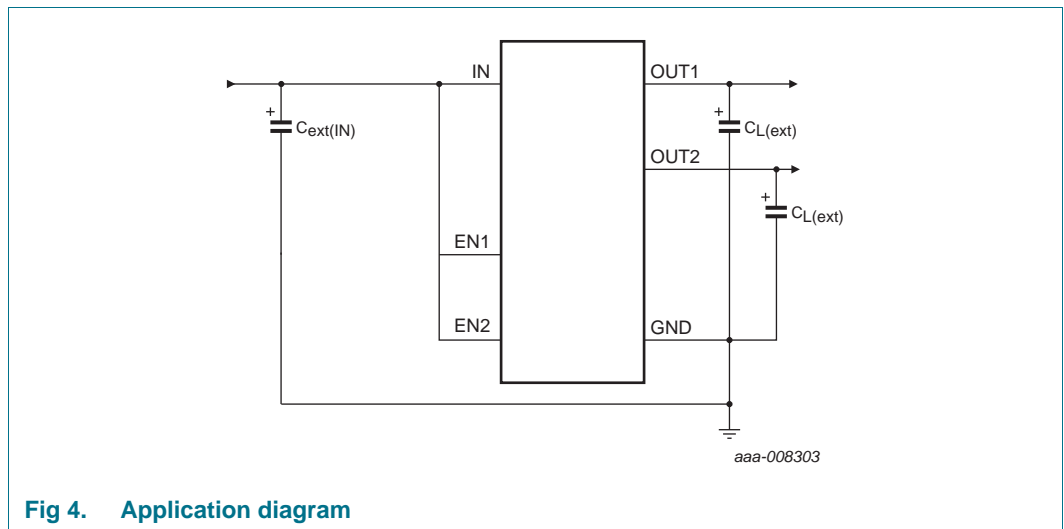 IN
OUT1
+
Cext(IN)
+
CL(ext)
OUT2
+
CL(ext)
EN1
EN2
GND
aaa-008303
Fig 4. Application diagram